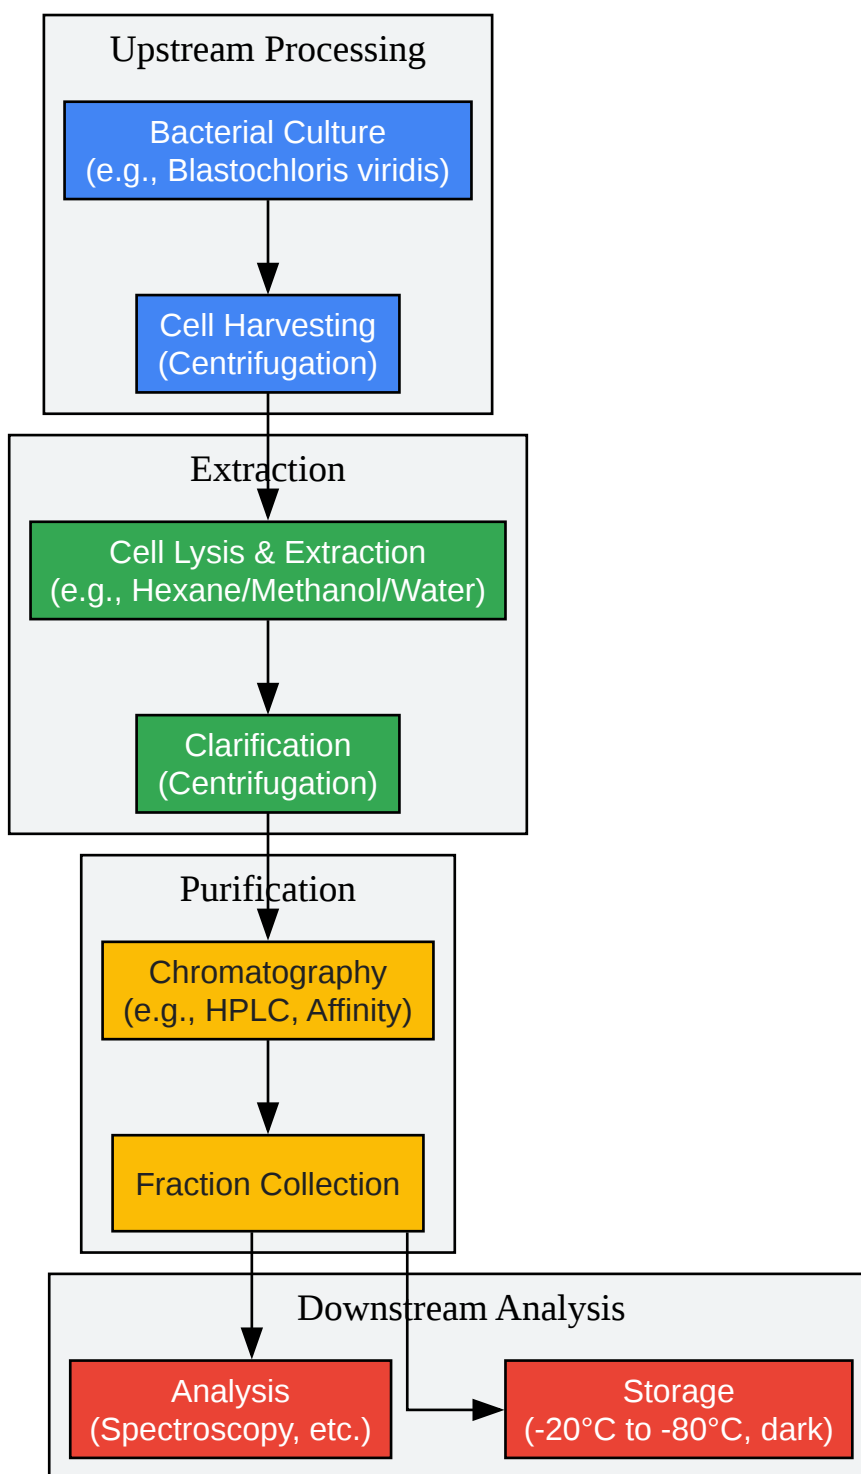 Upstream Processing
Bacterial Culture
(e.g., Blastochloris viridis)
Cell Harvesting
(Centrifugation)
Extraction
Cell Lysis & Extraction
(e.g., Hexane/Methanol/Water)
Clarification
(Centrifugation)
Purification
Chromatography
(e.g., HPLC, Affinity)
Fraction Collection
Downstream Analysis
Analysis
(Spectroscopy, etc.)
Storage
(-20°C to -80°C, dark)